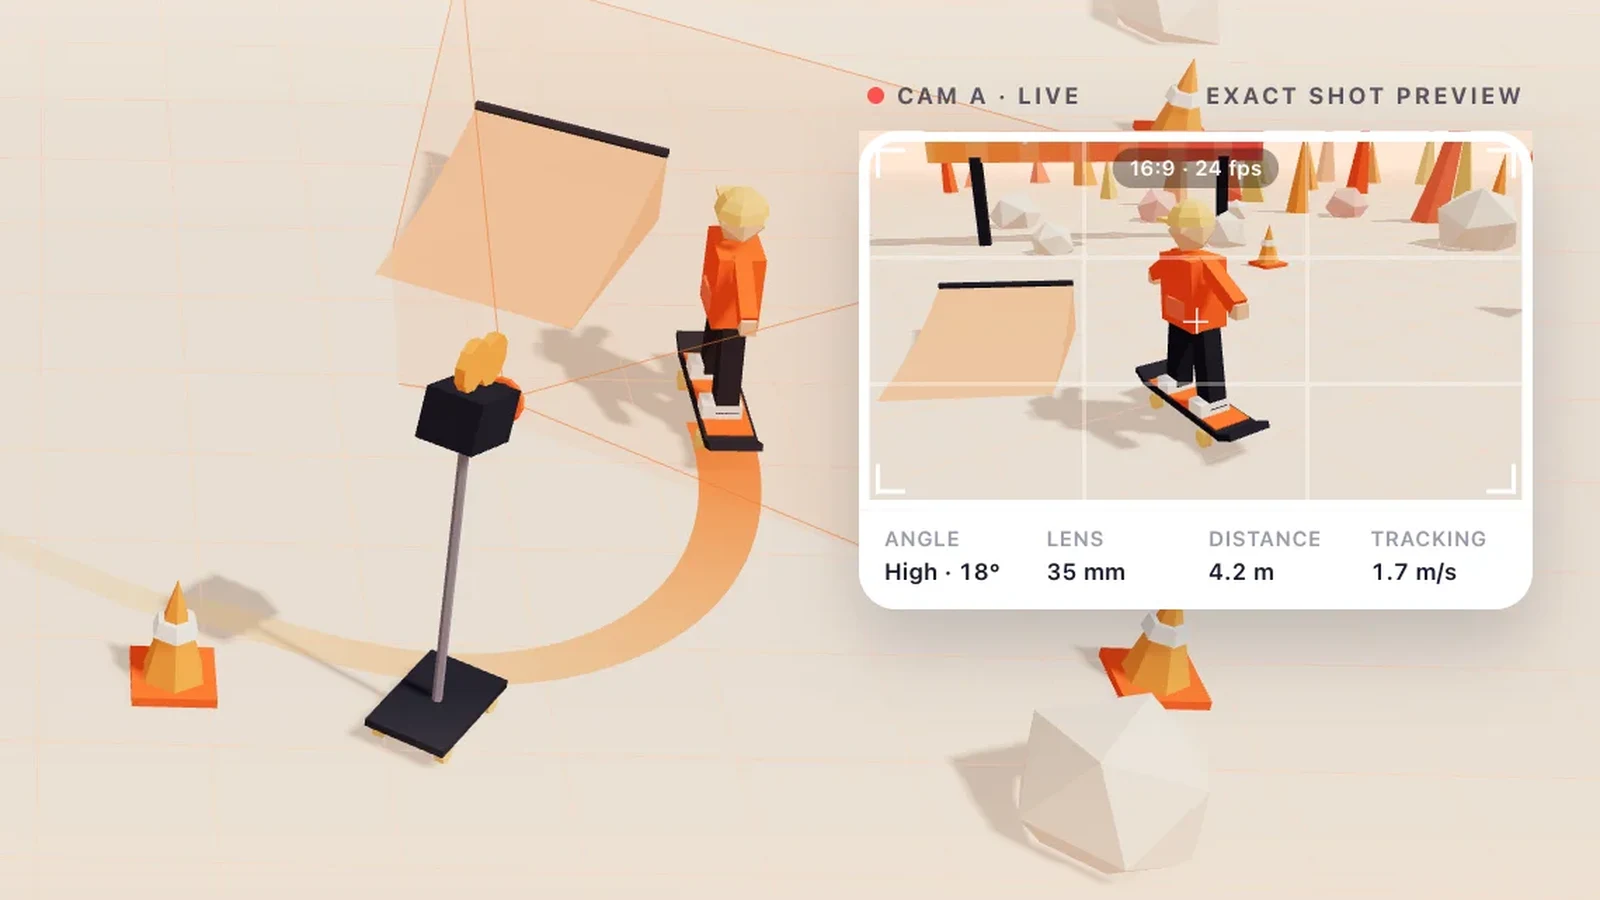 CAM A · LIVE
EXACT SHOT PREVIEW
16:9 · 24 fps
ANGLE
LENS
DISTANCE
TRACKING
High · 18°
35 mm
4.2 m
1.7 m/s